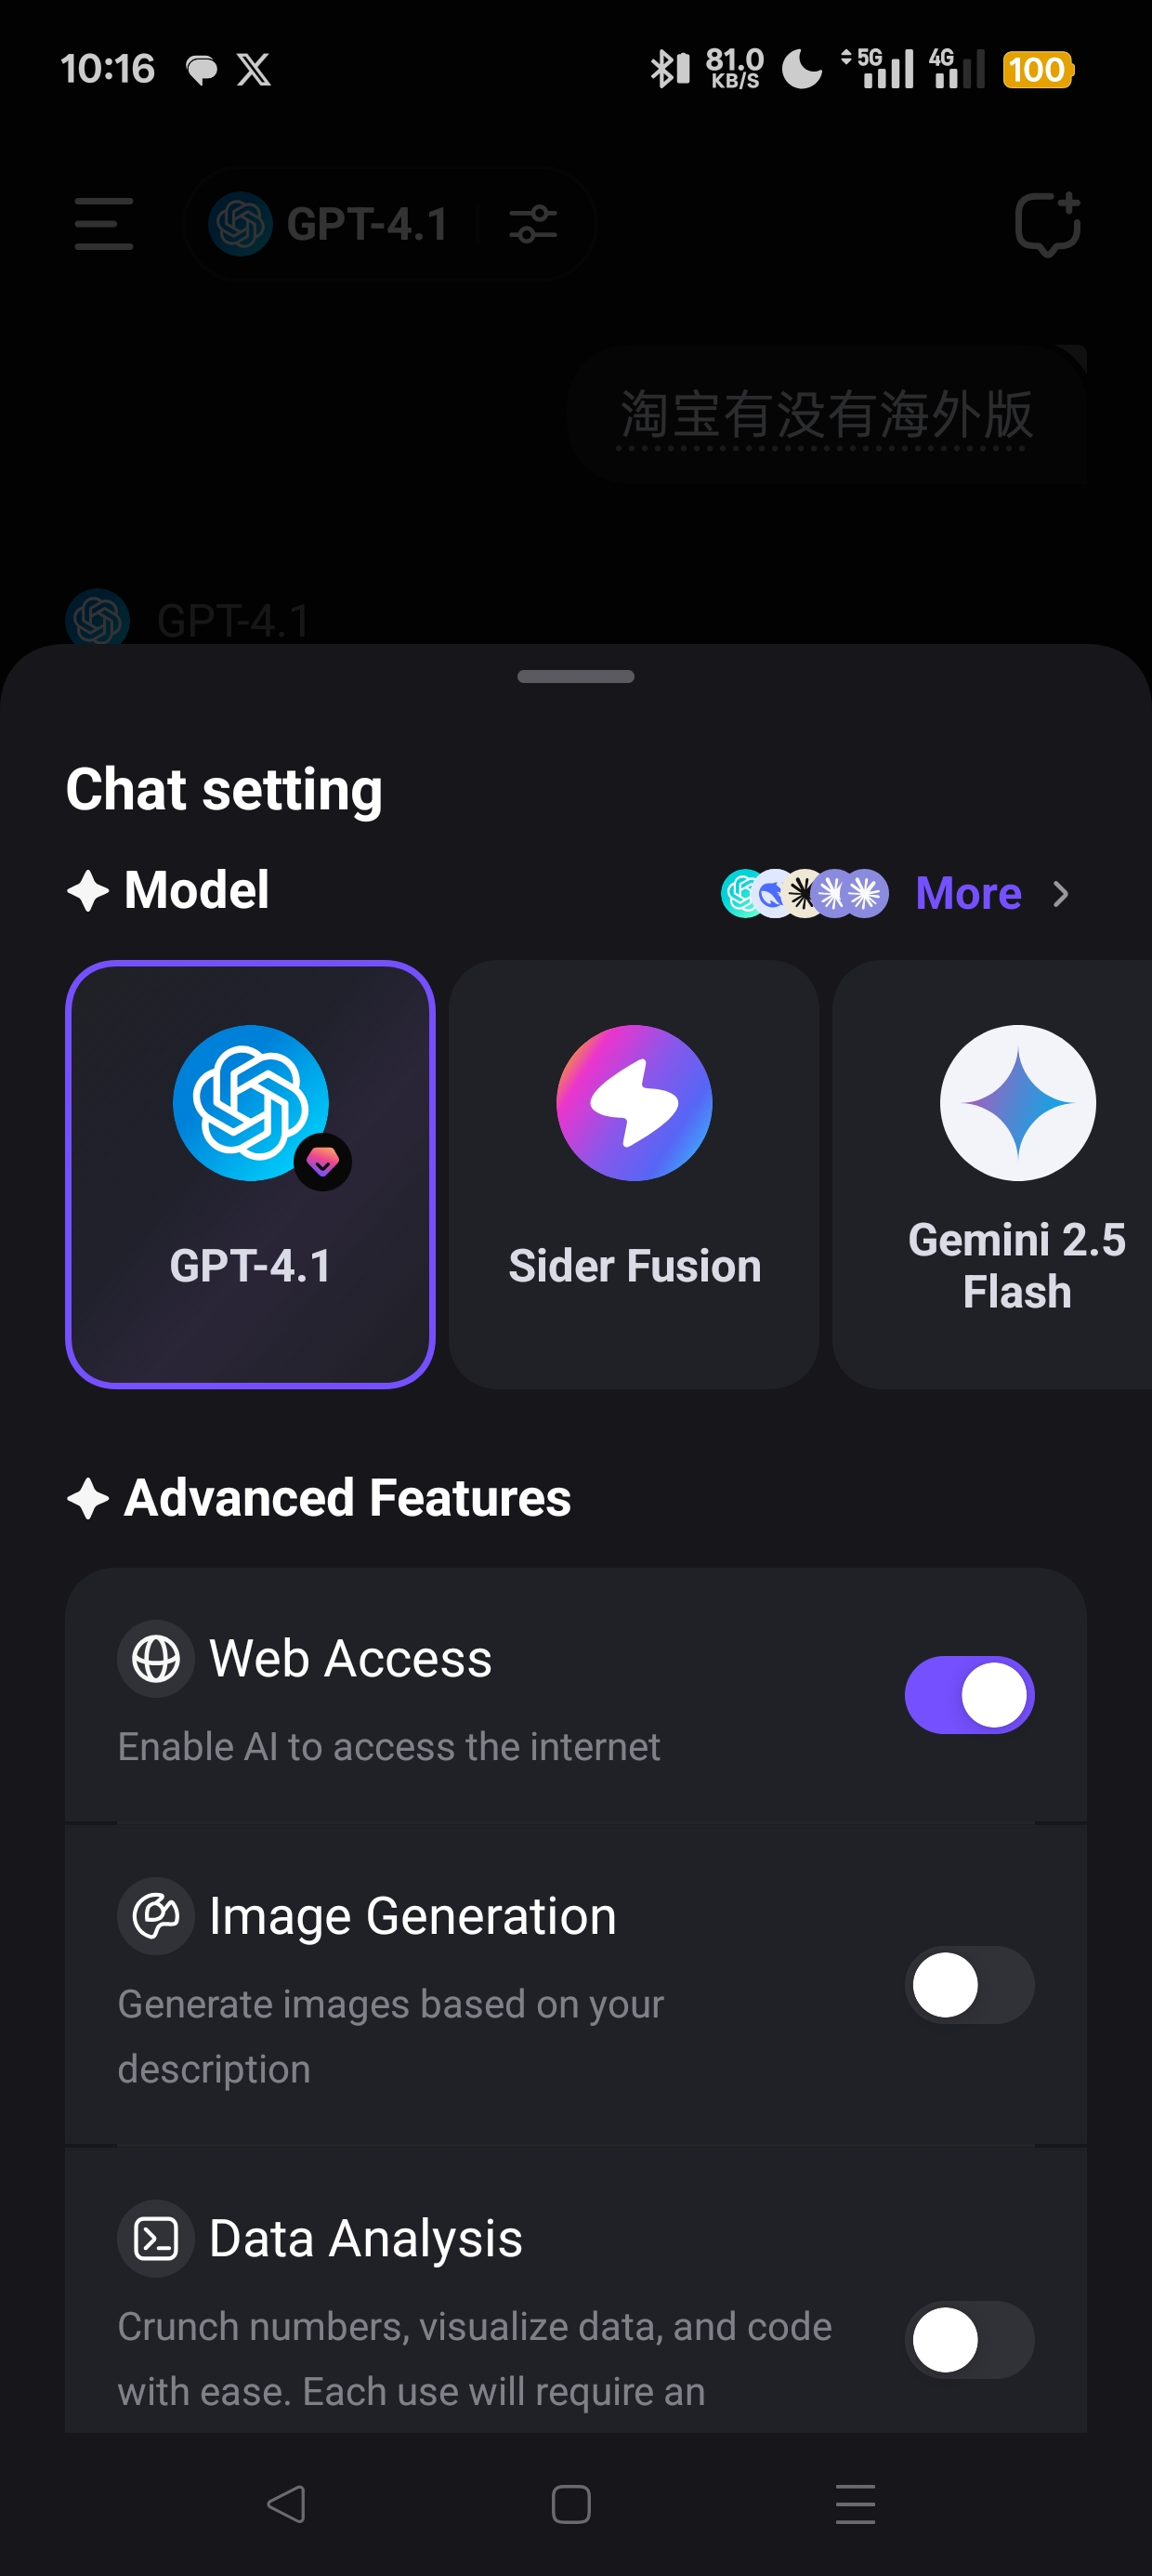 10:16
81.0
KB/S
5G
4G
100
GPT-4.1
淘宝有没有海外版
GPT-4.1
Chat setting
Model
More
GPT-4.1
Sider Fusion
Gemini 2.5
Flash
Advanced Features
Web Access
Enable AI to access the internet
Image Generation
Generate images based on your
description
Data Analysis
Crunch numbers, visualize data, and code
with ease. Each use will require an